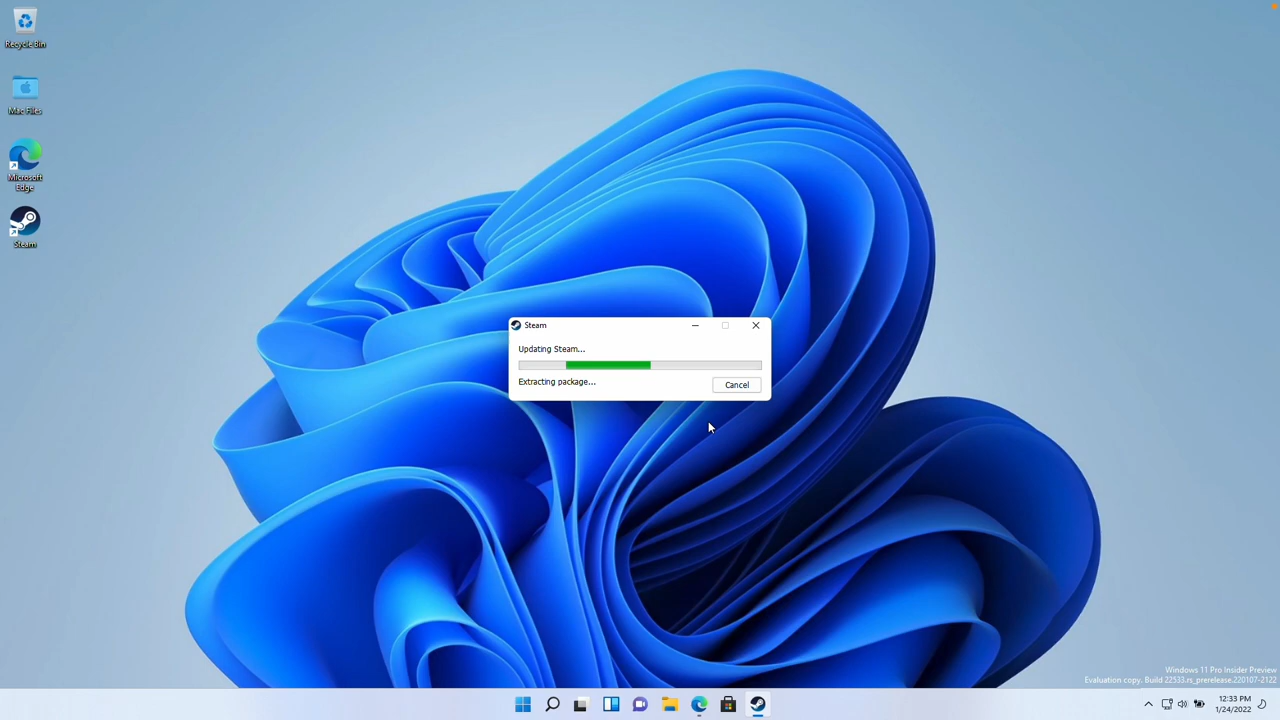 Recycle Bin
Mac Files
Microsoft
Edge
Steam
Steam
Updating Steam...
Extracting package...
Cancel
Windows 11 Pro Insider Preview
Evaluation copy. Build 22533.rs_prerelease.220107-2122
12:33 PM
1/24/2022